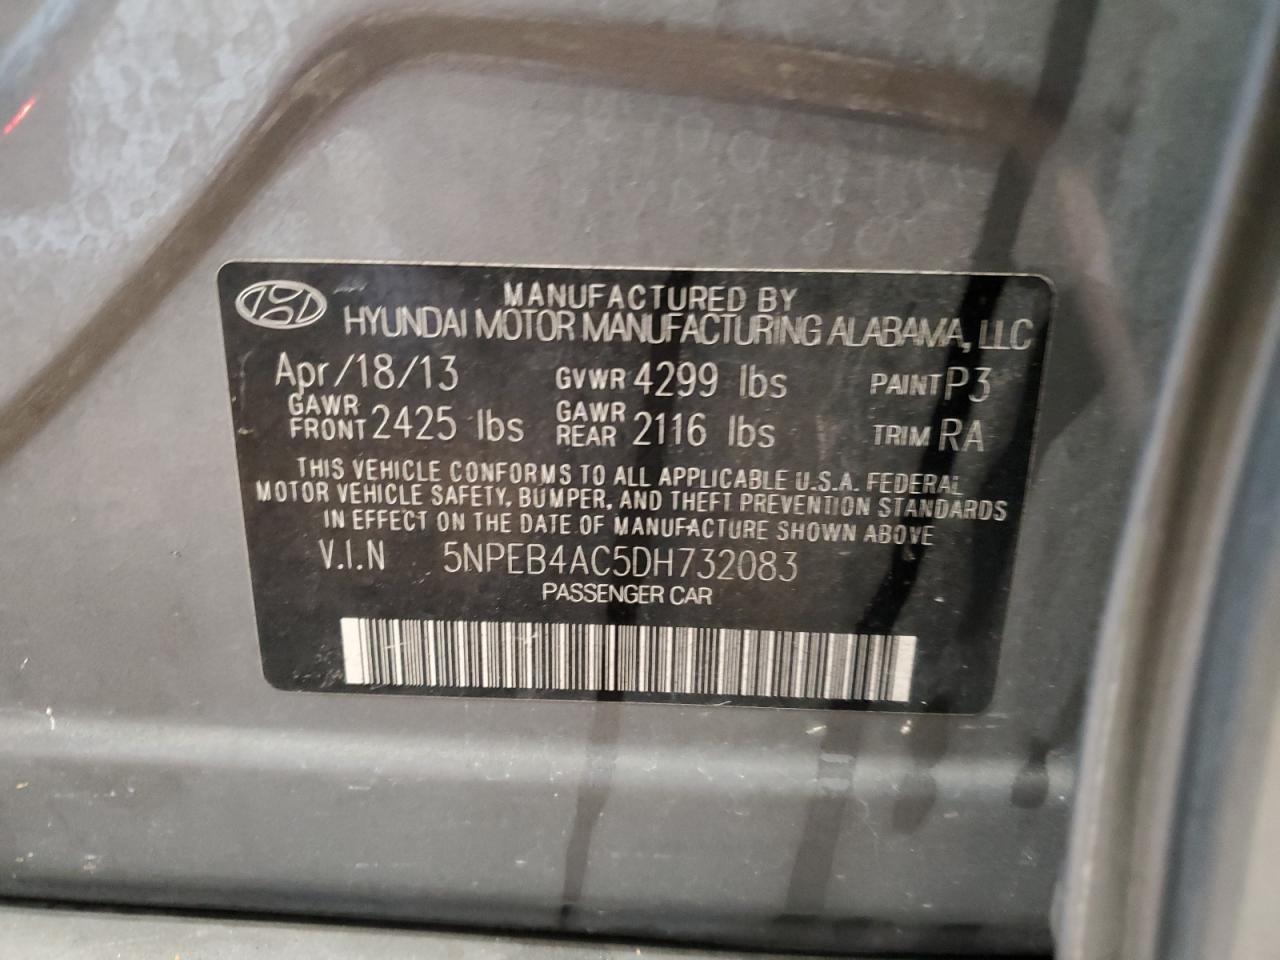 MANUFACTURED BY
HYUNDAI MOTOR MANUFACTURING ALABAMA, LLC
Apr/18/13 GVWR 4299 lbs PAINT P3
GAWR FRONT 2425 lbs GAWR REAR 2116 lbs TRIM RA
THIS VEHICLE CONFORMS TO ALL APPLICABLE U.S.A. FEDERAL
MOTOR VEHICLE SAFETY, BUMPER, AND THEFT PREVENTION STANDARDS
IN EFFECT ON THE DATE OF MANUFACTURE SHOWN ABOVE
V.I.N 5NPEB4AC5DH732083
PASSENGER CAR